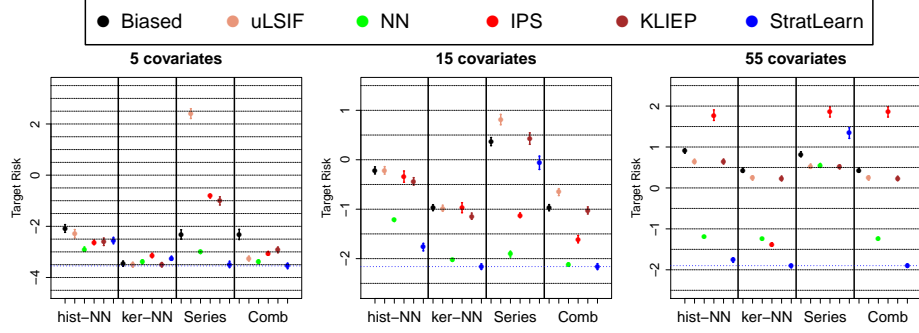 Biased uLSIF NN IPS KLIEP StratLearn
5 covariates 15 covariates 55 covariates
Target Risk
2
0
−2
−4
hist−NN ker−NN Series Comb
Target Risk
1
0
−1
−2
hist−NN ker−NN Series Comb
Target Risk
2
1
0
−1
−2
hist−NN ker−NN Series Comb